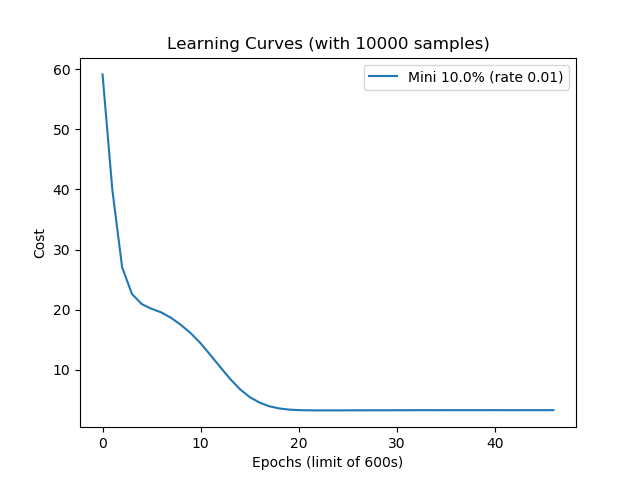 Learning Curves (with 10000 samples)
Mini 10.0% (rate 0.01)
60
50
40
30
20
10
Cost
0
10
20
30
40
Epochs (limit of 600s)